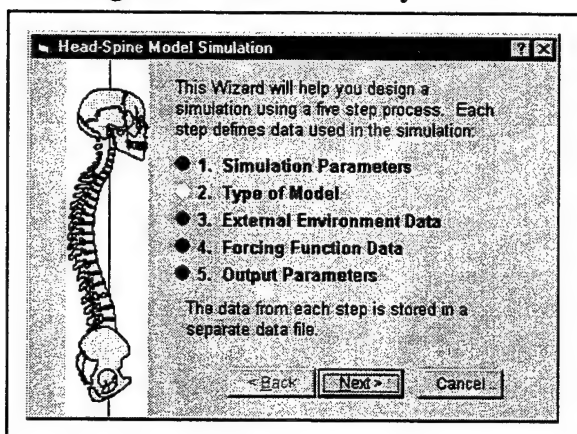 Head-Spine Model Simulation
This Wizard will help you design a
simulation using a five step process. Each
step defines data used in the simulation:
1. Simulation Parameters
2. Type of Model
3. External Environment Data
4. Forcing Function Data
5. Output Parameters
The data from each step is stored in a
separate data file.
<Back Next> Cancel